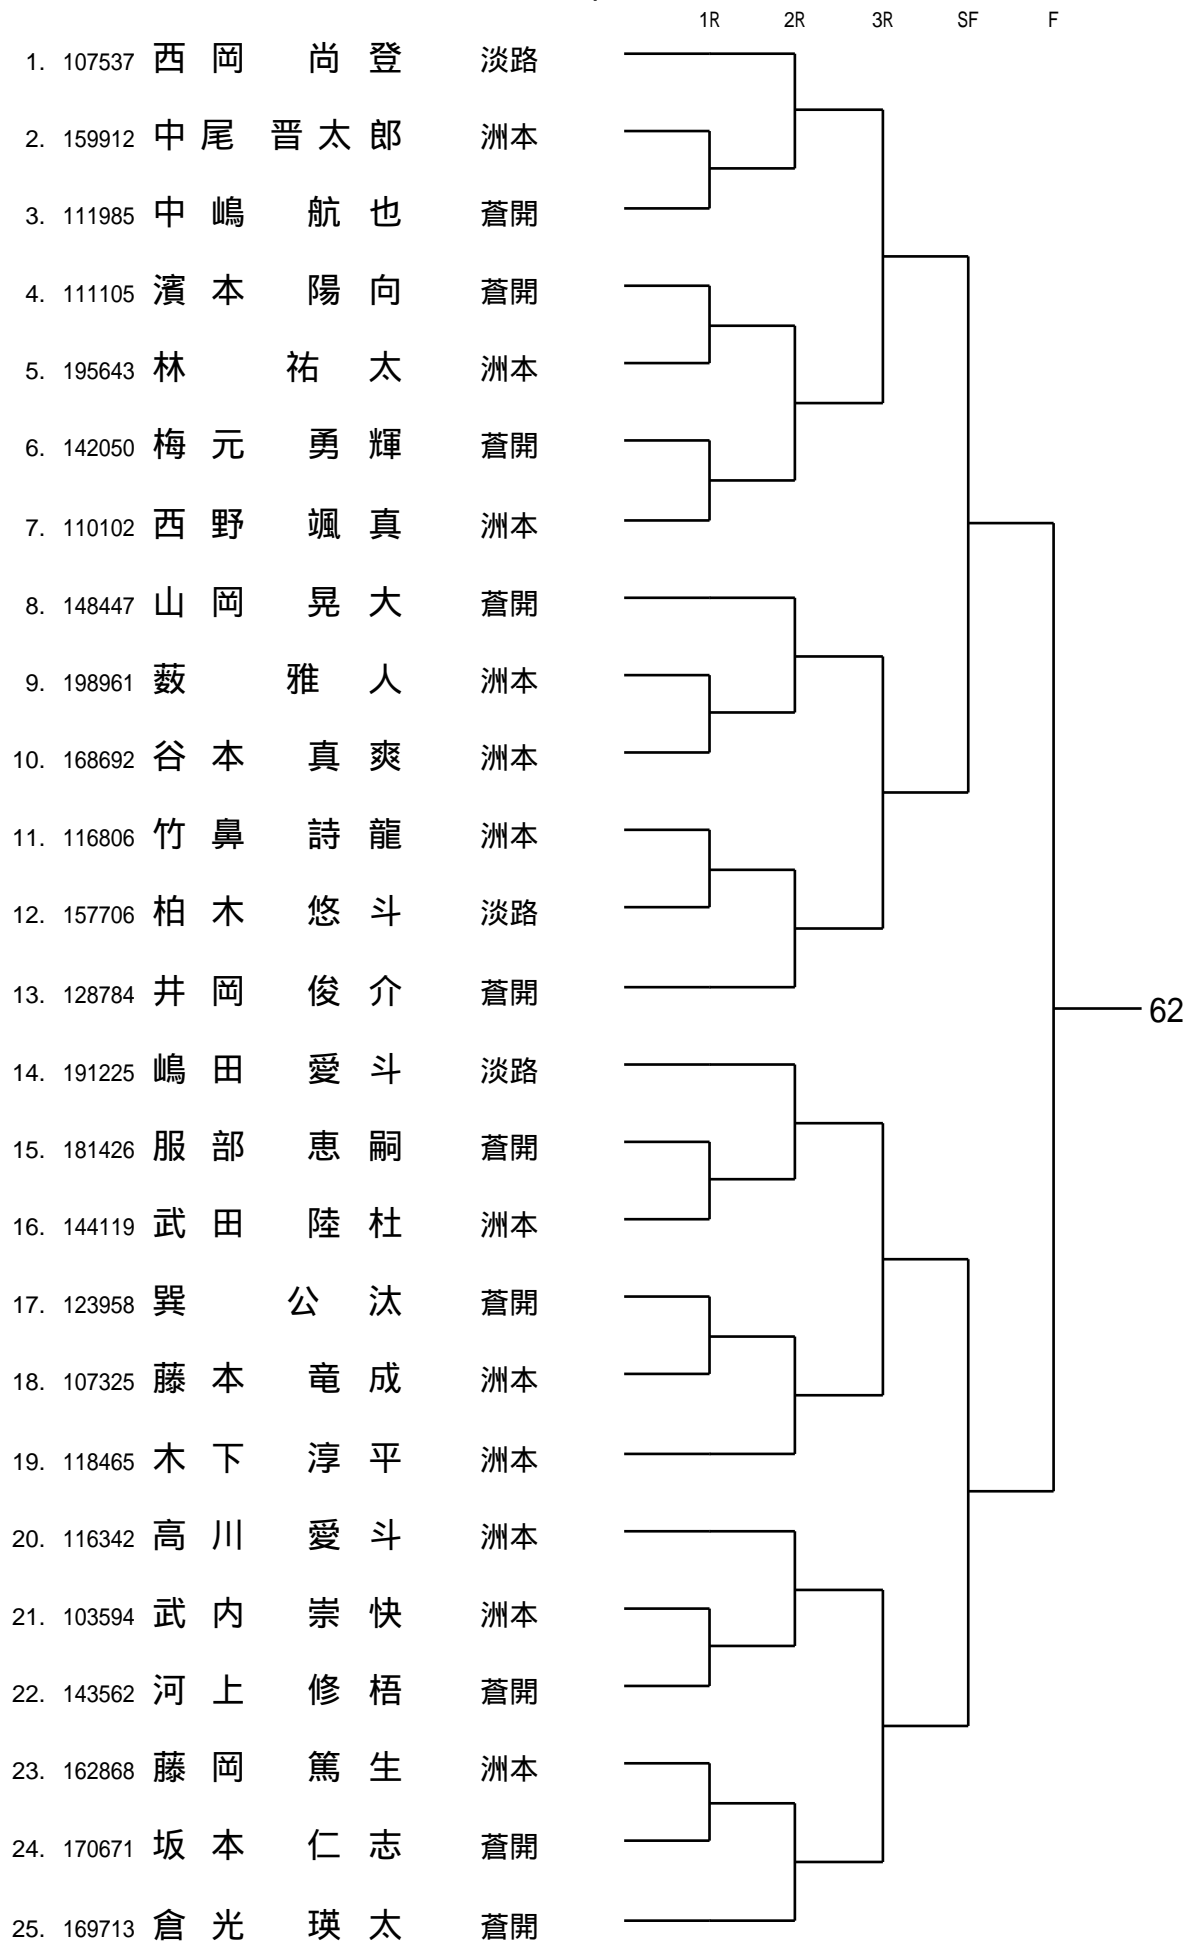 1R 2R 3R SF F
1. 107537 西岡 尚登 淡路
2. 159912 中尾 晋太郎 洲本
3. 111985 中嶋 航也 蒼開
4. 111105 濱本 陽向 蒼開
5. 195643 林 祐太 洲本
6. 142050 梅元 勇輝 蒼開
7. 110102 西野 颯真 洲本
8. 148447 山岡 晃大 蒼開
9. 198961 薮 雅人 洲本
10. 168692 谷本 真爽 洲本
11. 116806 竹鼻 詩龍 洲本
12. 157706 柏木 悠斗 淡路
13. 128784 井岡 俊介 蒼開
62
14. 191225 嶋田 愛斗 淡路
15. 181426 服部 恵嗣 蒼開
16. 144119 武田 陸杜 洲本
17. 123958 巽 公汰 蒼開
18. 107325 藤本 竜成 洲本
19. 118465 木下 淳平 洲本
20. 116342 高川 愛斗 洲本
21. 103594 武内 崇快 洲本
22. 143562 河上 修梧 蒼開
23. 162868 藤岡 篤生 洲本
24. 170671 坂本 仁志 蒼開
25. 169713 倉光 瑛太 蒼開